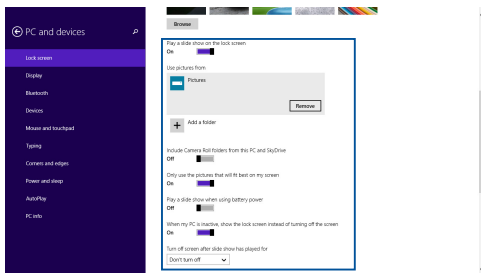 PC and devices
Lock screen
Display
Bluetooth
Devices
Mouse and touchpad
Typing
Corners and edges
Power and sleep
AutoPlay
PC info
Browse
Play a slide show on the lock screen
On
Use pictures from
Pictures
Remove
Add a folder
Include Camera Roll folders from this PC and SkyDrive
Off
Only use the pictures that will fit best on my screen
On
Play a slide show when using battery power
Off
When my PC is inactive, show the lock screen instead of turning off the screen
On
Turn off screen after slide show has played for
Don't turn off